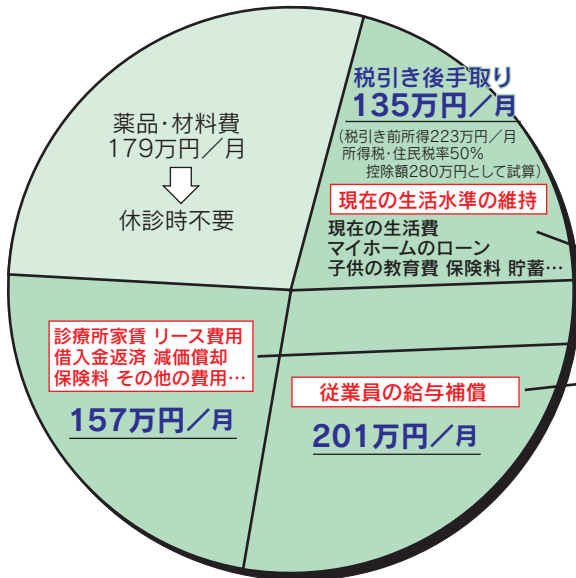 税引き後手取り
135万円／月
(税引き前所得223万円／月
所得税・住民税率50%
控除額280万円として試算)
現在の生活水準の維持
現在の生活費
マイホームのローン
子供の教育費 保険料 貯蓄…
薬品・材料費
179万円／月
休診時不要
診療所家賃 リース費用
借入金返済 減価償却
保険料 その他の費用…
157万円／月
従業員の給与補償
201万円／月